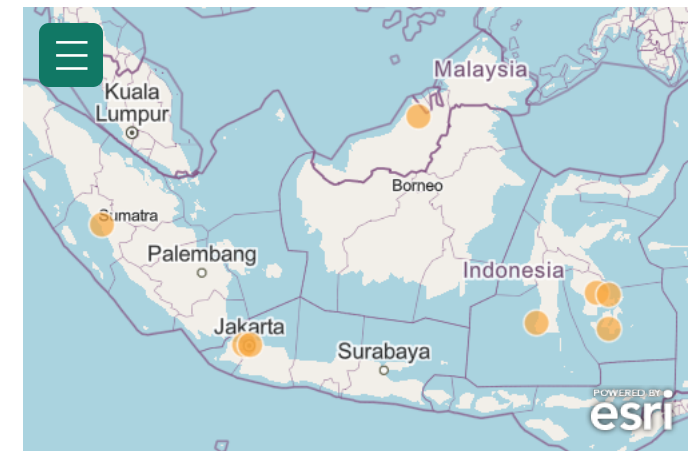 Malaysia
Kuala
Lumpur
Borneo
Sumatra
Palembang
Indonesia
Jakarta
Surabaya
POWERED BY
esri